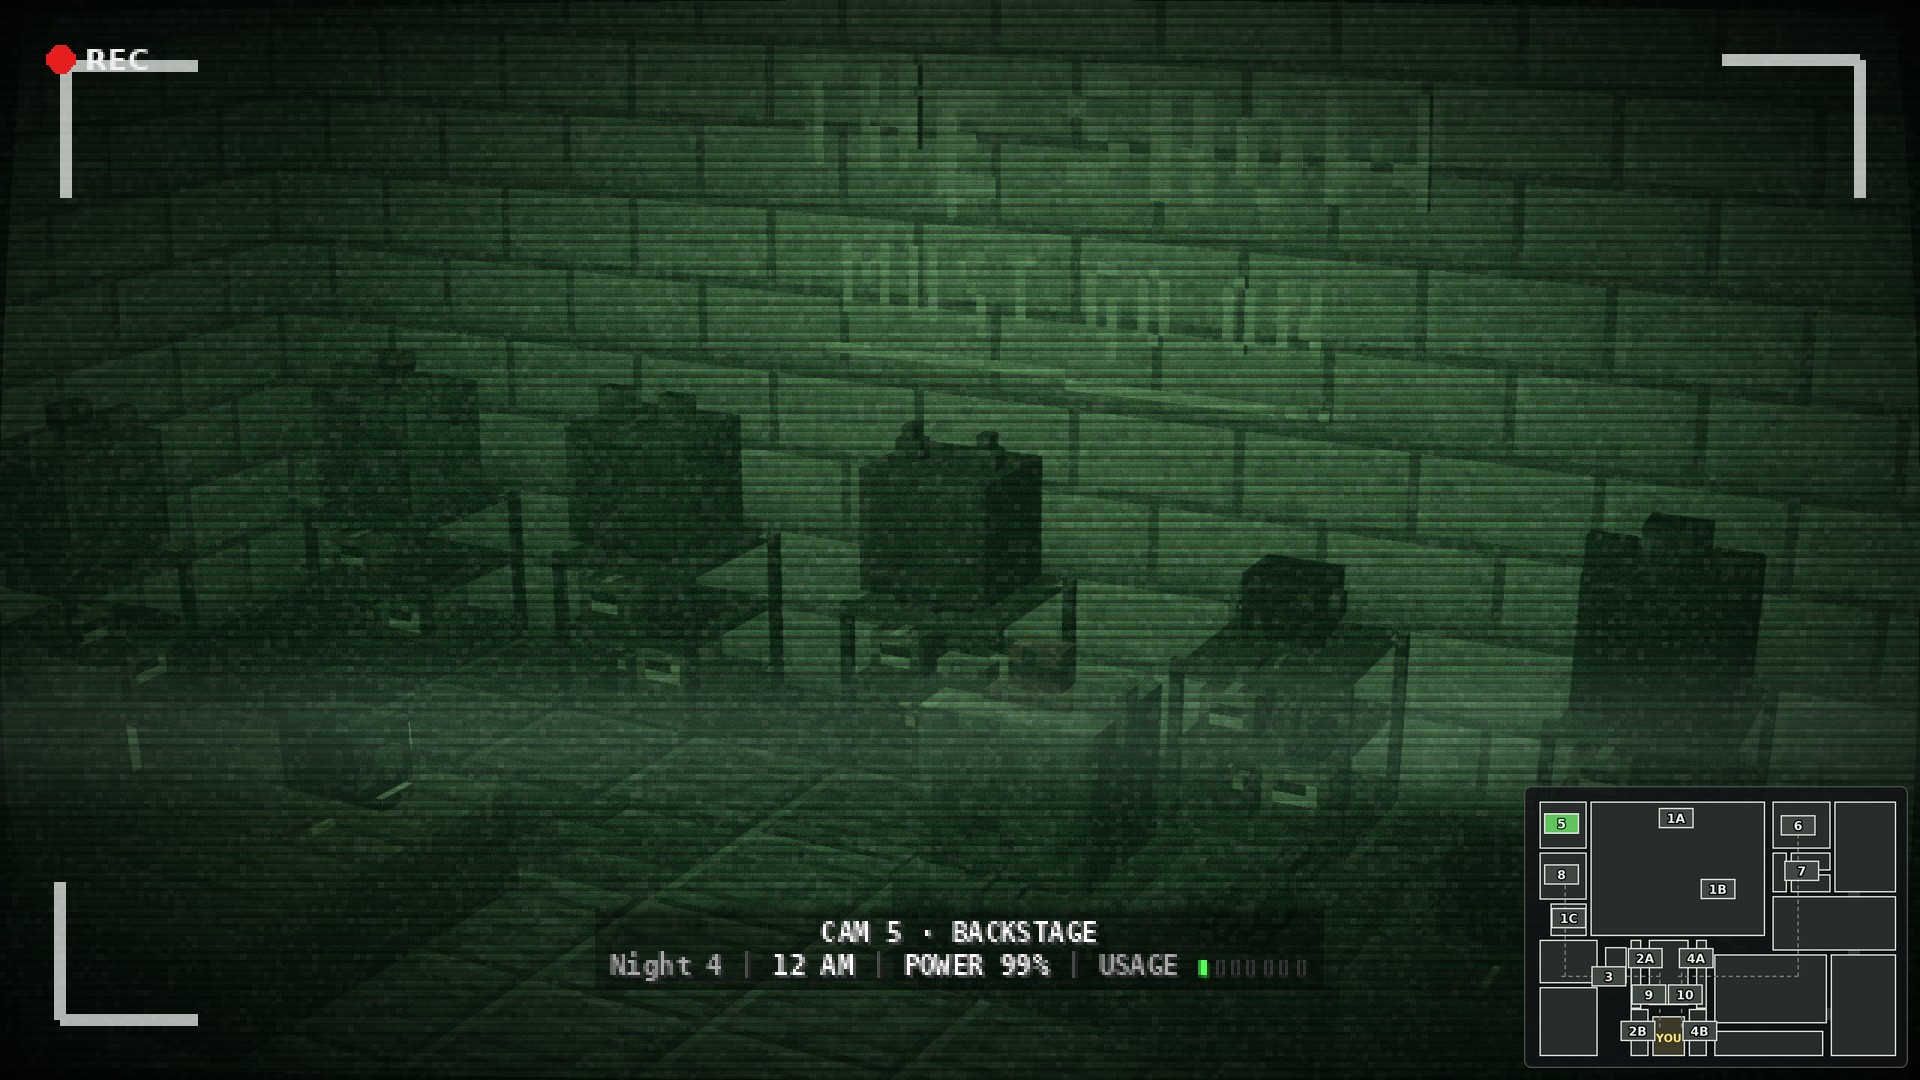 REC
CAM 5 · BACKSTAGE
Night 4 | 12 AM | POWER 99% | USAGE
5
1A
6
8
7
1B
1C
2A
4A
3
9
10
2B
YOU
4B